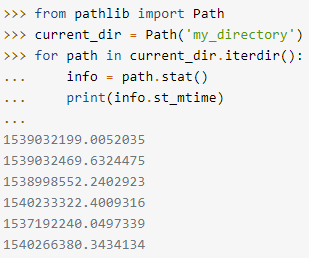 >>> from pathlib import Path
>>> current_dir = Path('my_directory')
>>> for path in current_dir.iterdir():
...     info = path.stat()
...     print(info.st_mtime)
...
1539032199.0052035
1539032469.6324475
1538998552.2402923
1540233322.4009316
1537192240.0497339
1540266380.3434134